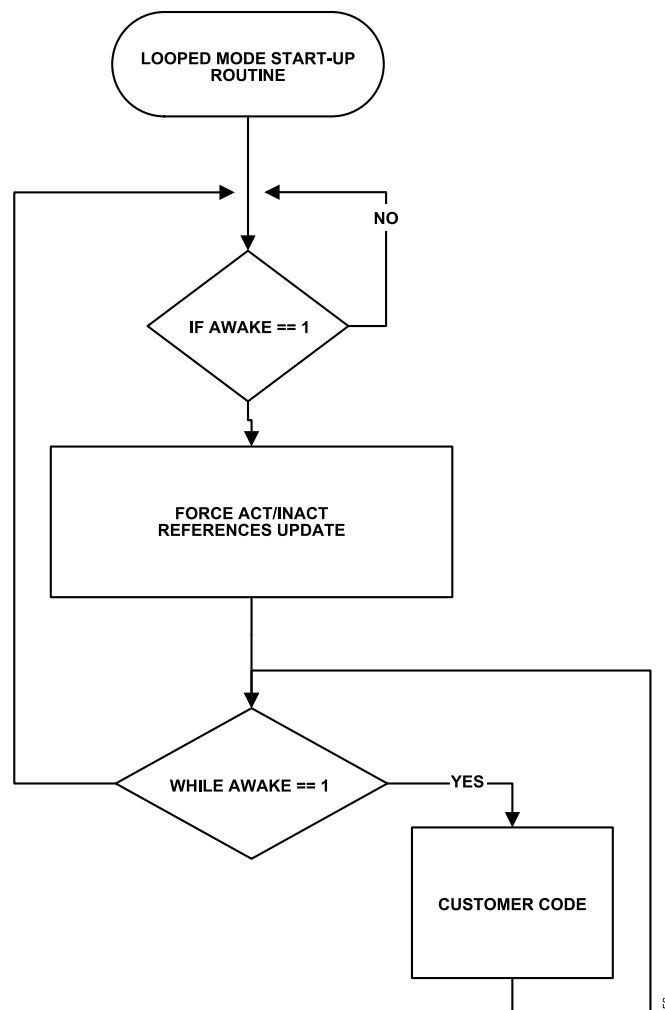 LOOPED MODE START-UP
ROUTINE
NO
IF AWAKE == 1
FORCE ACT/INACT
REFERENCES UPDATE
WHILE AWAKE == 1
YES
CUSTOMER CODE